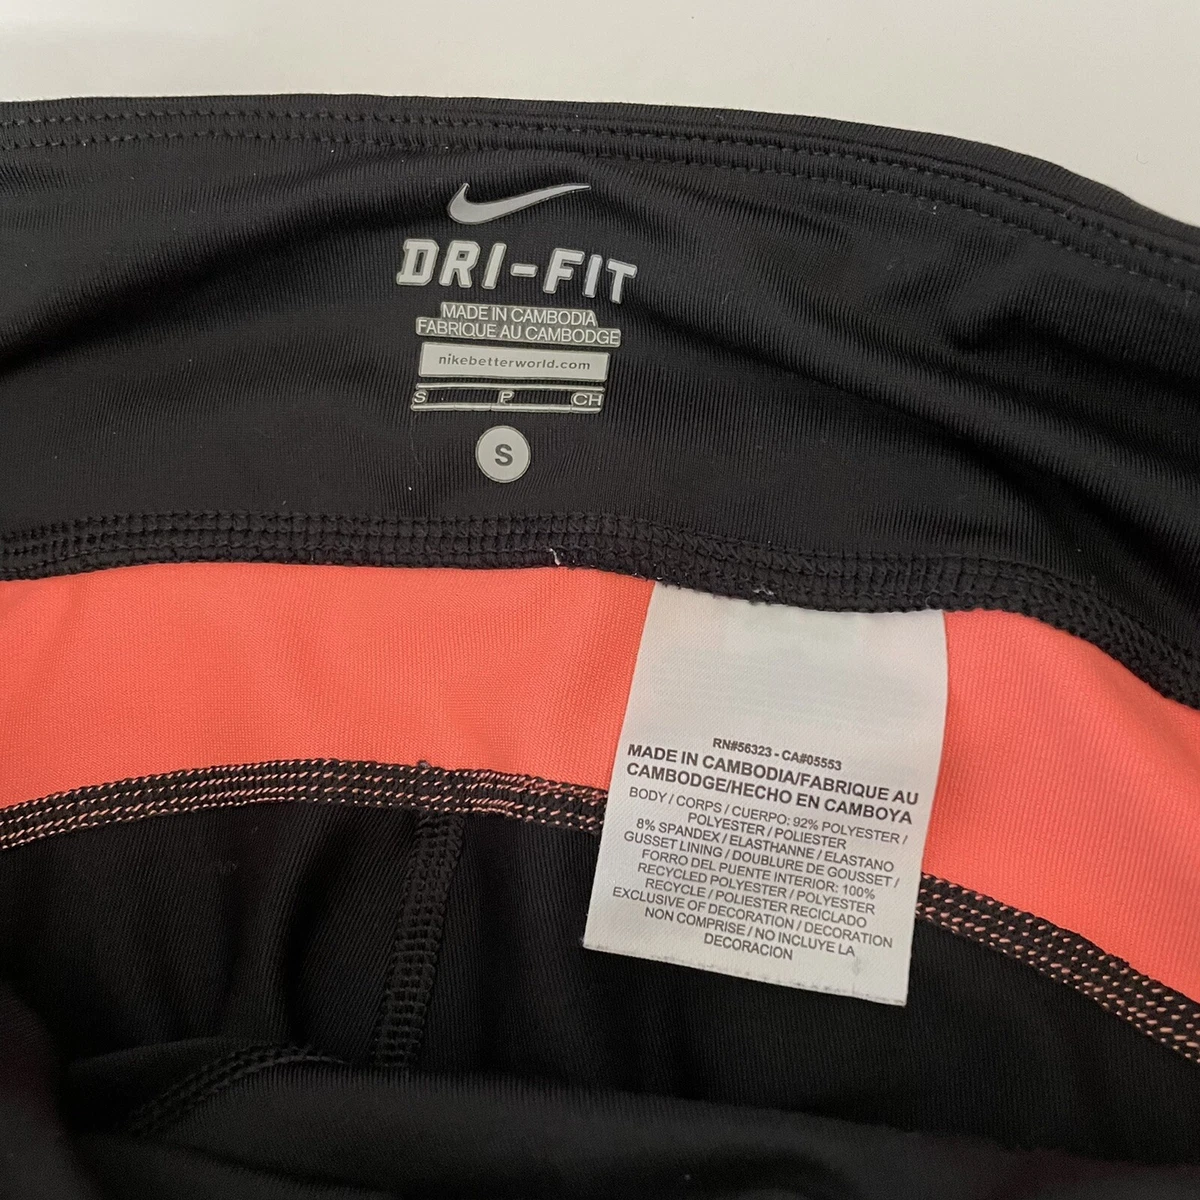 DRI-FIT
MADE IN CAMBODIA
FABRIQUE AU CAMBODGE
nikebetterworld.com
S P CH
S
RN#56323 - CA#05553
MADE IN CAMBODIA/FABRIQUE AU
CAMBODGE/HECHO EN CAMBOYA
BODY / CORPS / CUERPO: 92% POLYESTER /
POLYESTER / POLIESTER
8% SPANDEX / ELASTHANNE / ELASTANO
GUSSET LINING / DOUBLURE DE GOUSSET /
FORRO DEL PUENTE INTERIOR: 100%
RECYCLED POLYESTER / POLYESTER
RECYCLE / POLIESTER RECICLADO
EXCLUSIVE OF DECORATION / DECORATION
NON COMPRISE / NO INCLUYE LA
DECORACION